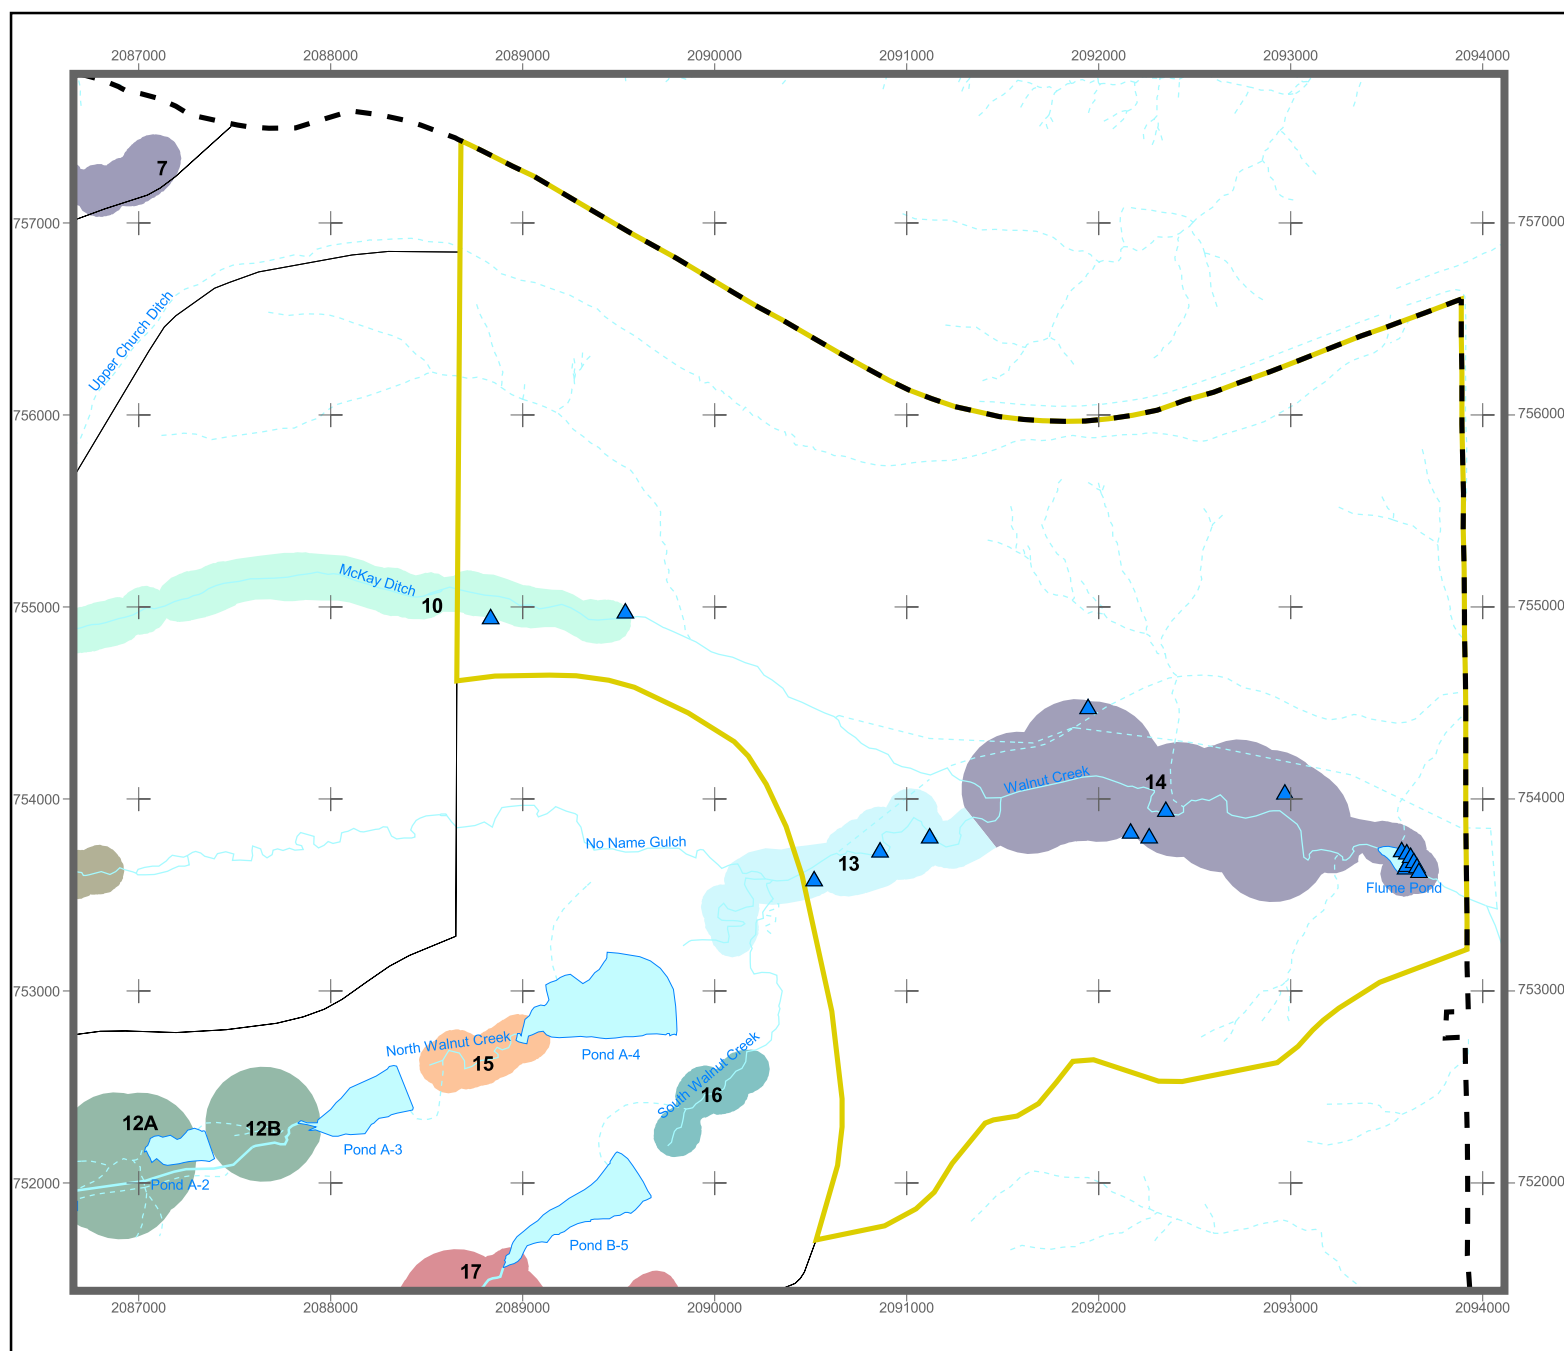 2087000 2088000 2089000 2090000 2091000 2092000 2093000 2094000
7
757000 757000
Upper Church Ditch
756000 756000
McKay Ditch
10
755000 755000
14
Walnut Creek
754000 754000
No Name Gulch
13
Flume Pond
753000 753000
North Walnut Creek
Pond A-4
15
South Walnut Creek
16
12A
12B
Pond A-3
Pond A-2
752000 752000
Pond B-5
17
2087000 2088000 2089000 2090000 2091000 2092000 2093000 2094000